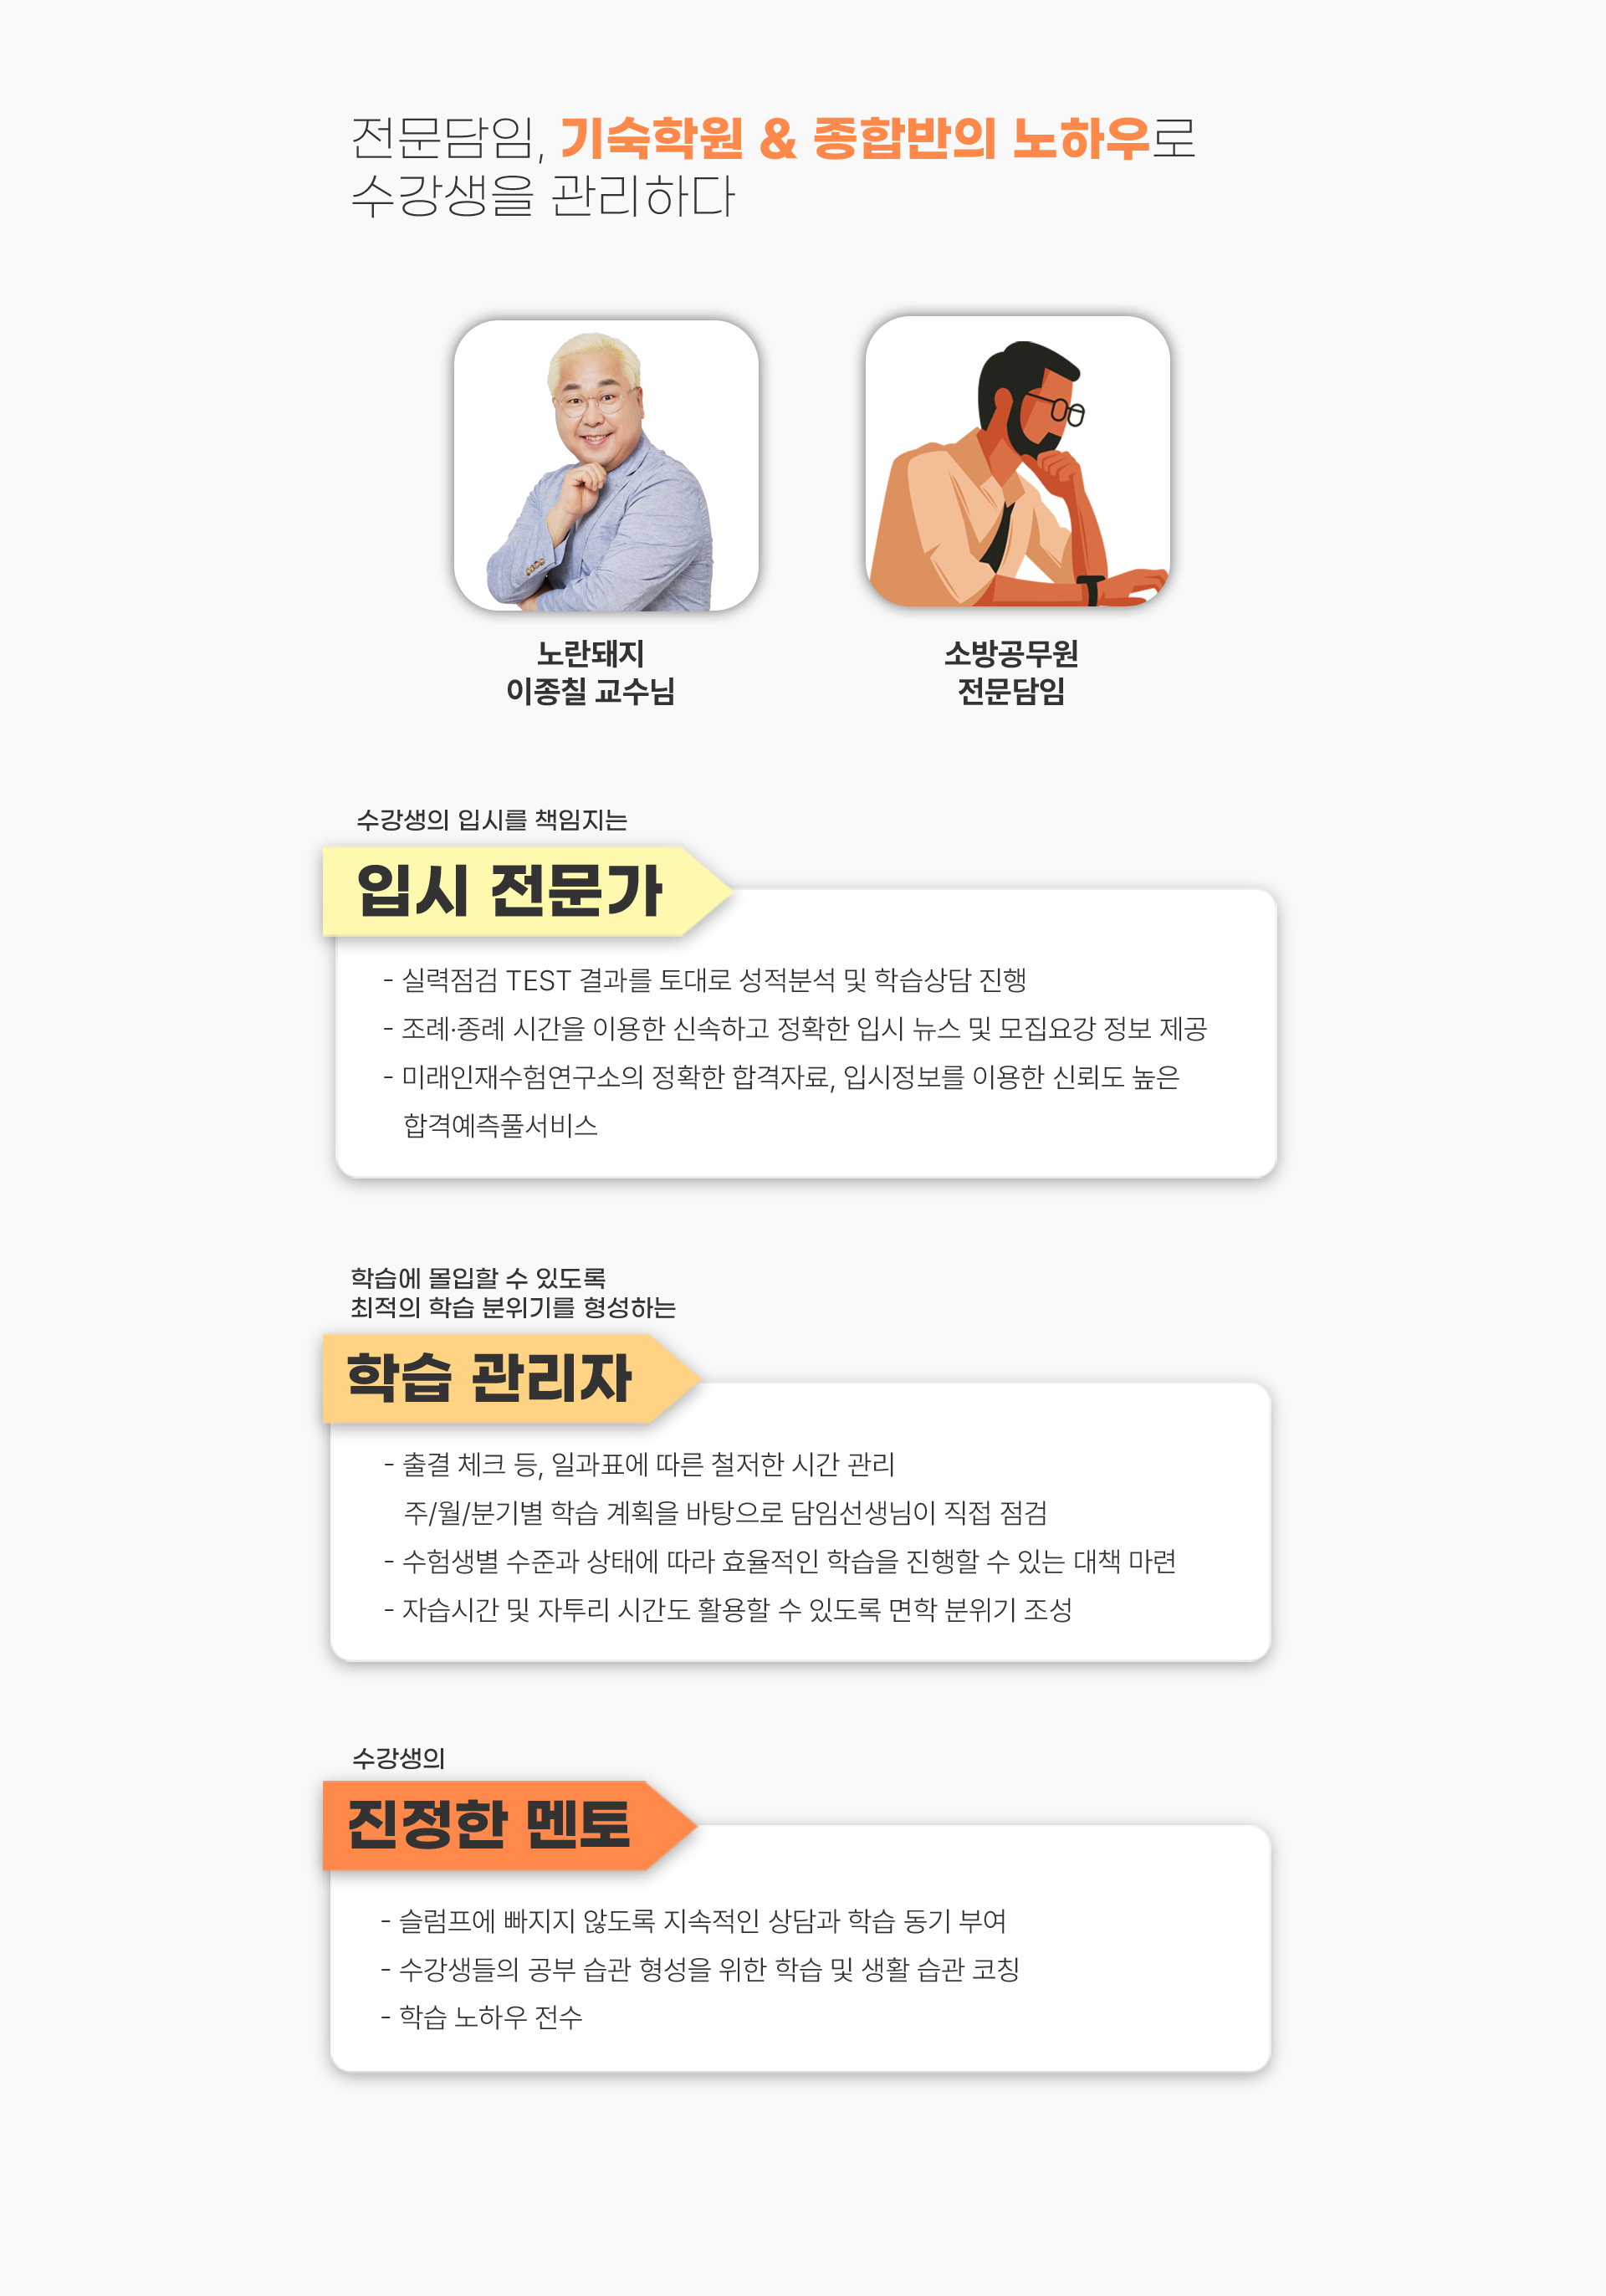 전문담임, 기숙학원 & 종합반의 노하우로
수강생을 관리하다
노란돼지
이종칠 교수님
소방공무원
전문담임
수강생의 입시를 책임지는
입시 전문가
- 실력점검 TEST 결과를 토대로 성적분석 및 학습상담 진행
- 조례·종례 시간을 이용한 신속하고 정확한 입시 뉴스 및 모집요강 정보 제공
- 미래인재수험연구소의 정확한 합격자료, 입시정보를 이용한 신뢰도 높은
합격예측풀서비스
학습에 몰입할 수 있도록
최적의 학습 분위기를 형성하는
학습 관리자
- 출결 체크 등, 일과표에 따른 철저한 시간 관리
주/월/분기별 학습 계획을 바탕으로 담임선생님이 직접 점검
- 수험생별 수준과 상태에 따라 효율적인 학습을 진행할 수 있는 대책 마련
- 자습시간 및 자투리 시간도 활용할 수 있도록 면학 분위기 조성
수강생의
진정한 멘토
- 슬럼프에 빠지지 않도록 지속적인 상담과 학습 동기 부여
- 수강생들의 공부 습관 형성을 위한 학습 및 생활 습관 코칭
- 학습 노하우 전수